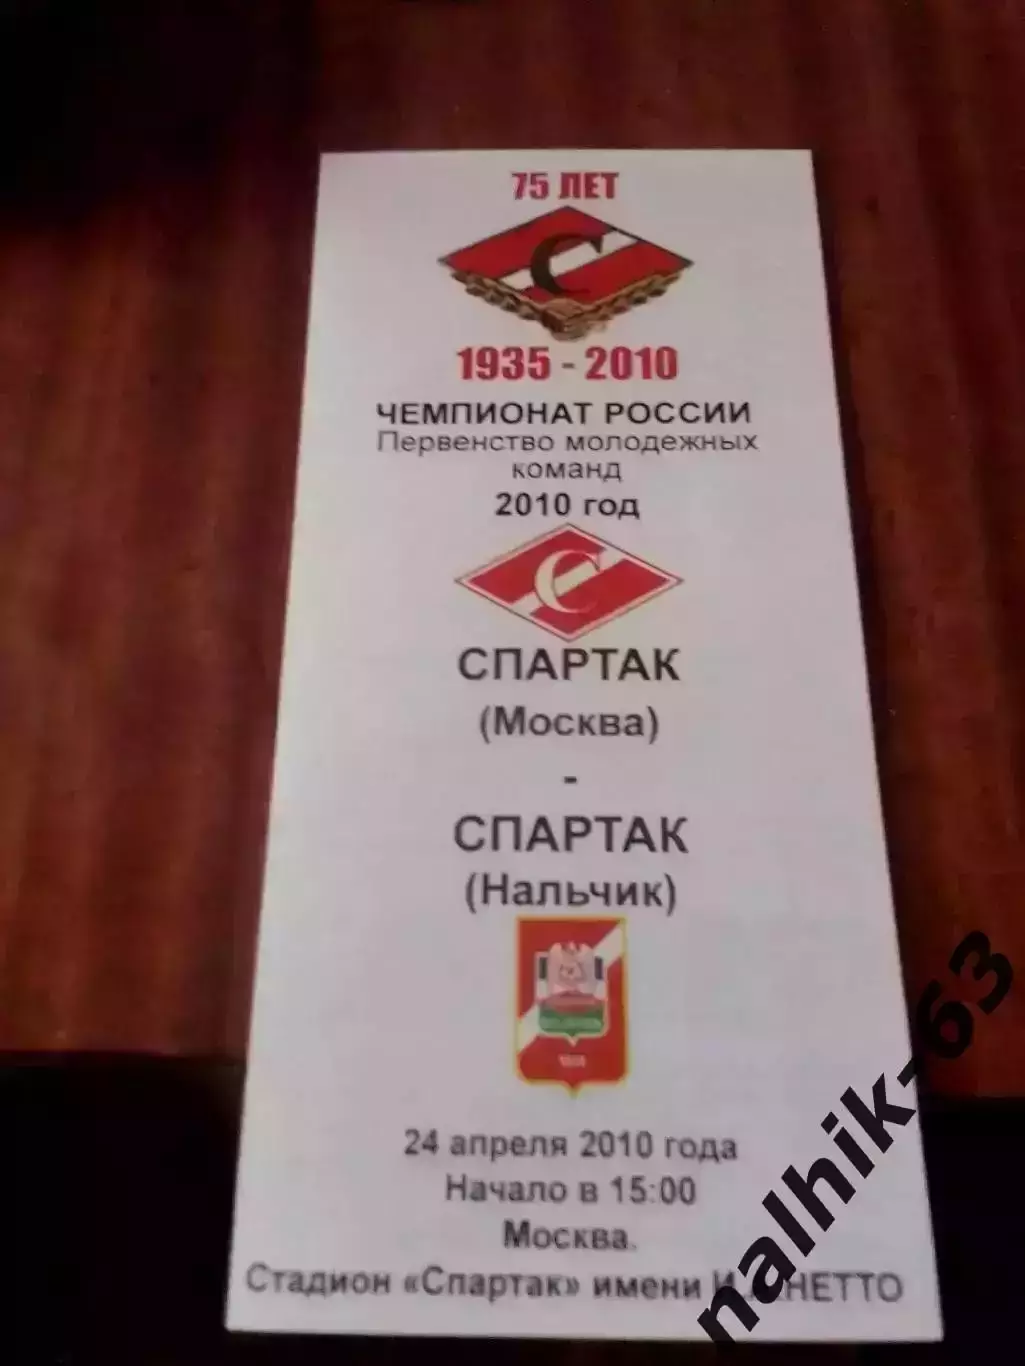 75 ЛЕТ
С
1935 - 2010
ЧЕМПИОНАТ РОССИИ
Первенство молодежных
команд
2010 год
С
СПАРТАК
(Москва)
-
СПАРТАК
(Нальчик)
24 апреля 2010 года
Начало в 15:00
Москва.
Стадион «Спартак» имени И. НЕТТО
nalhik-63